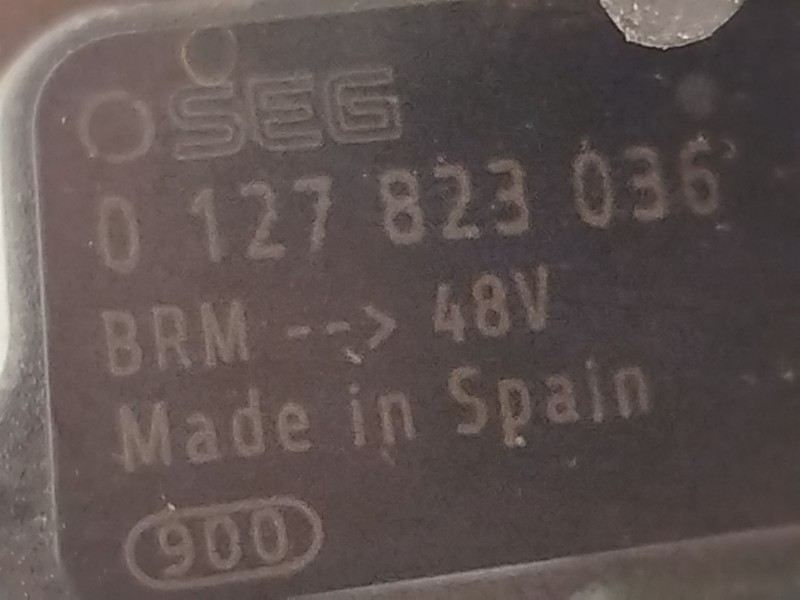 SEG
0 127 823 036
BRM --> 48V
Made in Spain
900